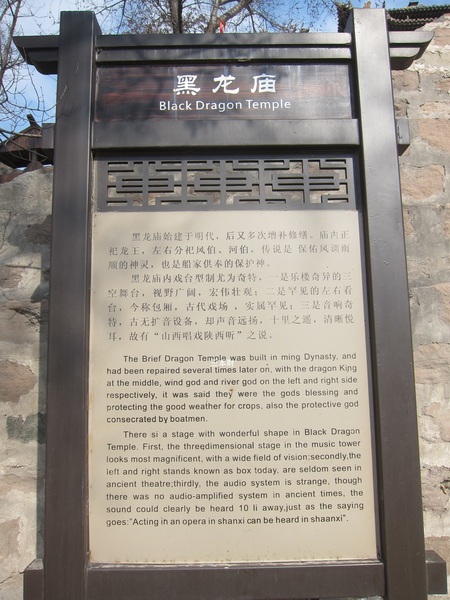 黑龙庙
Black Dragon Temple
黑龙庙始建于明代，后又多次增补修缮。庙内正
祀龙王，左右分祀风伯、河伯，传说是 保佑风调雨
顺的神灵，也是船家供奉的保护神。
黑龙庙内戏台型制尤为奇特，一是乐楼奇异的三
空舞台，视野广阔，宏伟壮观；二是罕见的左右看
台，今称包厢，古代戏场 ，实属罕见；三是音响奇
特，古无扩音设备，却声音远扬，十里之遥，清晰悦
耳，故有“山西唱戏陕西听”之说。
The Brief Dragon Temple was built in ming Dynasty, and
had been repaired several times later on, with the dragon King
at the middle, wind god and river god on the left and right side
respectively, it was said they were the gods blessing and
protecting the good weather for crops, also the protective god
consecrated by boatmen.
There si a stage with wonderful shape in Black Dragon
Temple. First, the threedimensional stage in the music tower
looks most magnificent, with a wide field of vision;secondly,the
left and right stands known as box today, are seldom seen in
ancient theatre;thirdly, the audio system is strange, though
there was no audio-amplified system in ancient times, the
sound could clearly be heard 10 li away,just as the saying
goes:"Acting in an opera in shanxi can be heard in shaanxi".